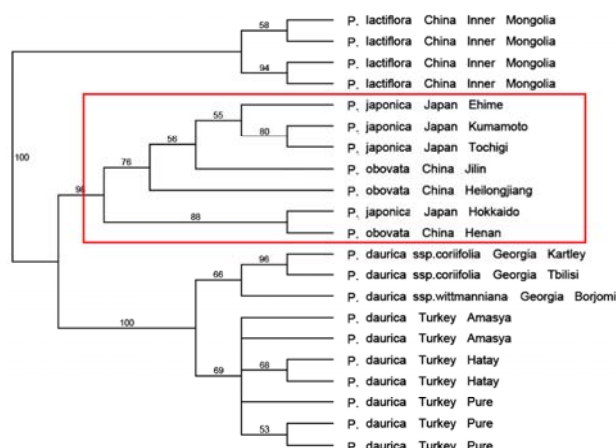 58
P. lactiflora China Inner Mongolia
P. lactiflora China Inner Mongolia
94
P. lactiflora China Inner Mongolia
P. lactiflora China Inner Mongolia
100
55
P. japonica Japan Ehime
56
80
P. japonica Japan Kumamoto
P. japonica Japan Tochigi
76
P. obovata China Jilin
P. obovata China Heilongjiang
96
88
P. japonica Japan Hokkaido
P. obovata China Henan
96
P. daurica ssp.coriifolia Georgia Kartley
66
P. daurica ssp.coriifolia Georgia Tbilisi
P. daurica ssp.wittmanniana Georgia Borjomi
100
P. daurica Turkey Amasya
P. daurica Turkey Amasya
69
68
P. daurica Turkey Hatay
P. daurica Turkey Hatay
P. daurica Turkey Pure
53
P. daurica Turkey Pure
P. daurica Turkey Pure